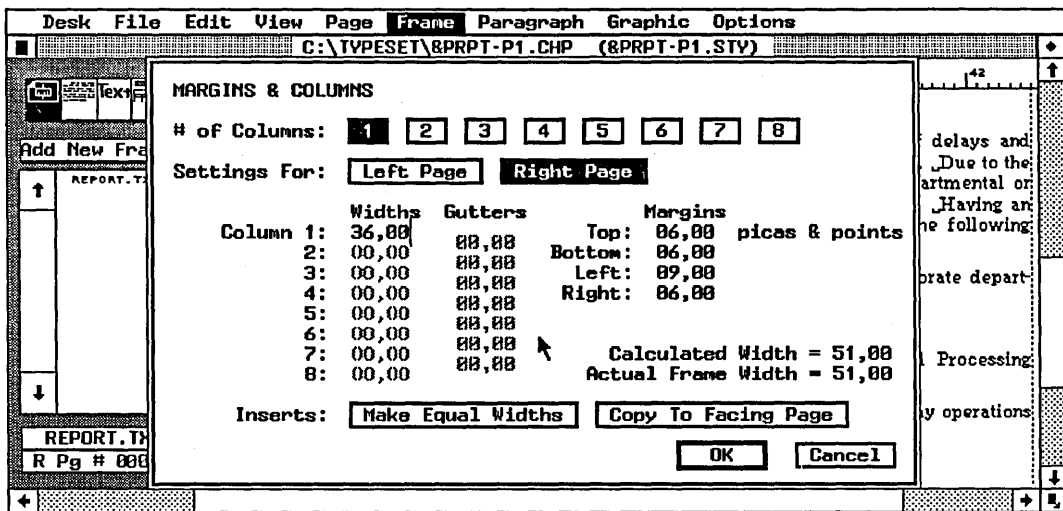 Desk File Edit View Page Frame Paragraph Graphic Options
C:\TYPESET\&PRPT-P1.CHP (&PRPT-P1.STY)
42
Text
MARGINS & COLUMNS
# of Columns: 1 2 3 4 5 6 7 8
Add New Fra
delays and
Settings For: Left Page Right Page
Due to the
REPORT.TX
artmental or
Having an
Widths Gutters Margins
Column 1: 36,00 00,00 Top: 06,00 picas & points
he following
2: 00,00 00,00 Bottom: 06,00
3: 00,00 00,00 Left: 09,00
4: 00,00 00,00 Right: 06,00
orate depart-
5: 00,00 00,00
6: 00,00 00,00
7: 00,00 00,00 Calculated Width = 51,00
Processing
8: 00,00 Actual Frame Width = 51,00
Inserts: Make Equal Widths Copy To Facing Page
y operations
REPORT.TX
R Pg # 000
OK Cancel